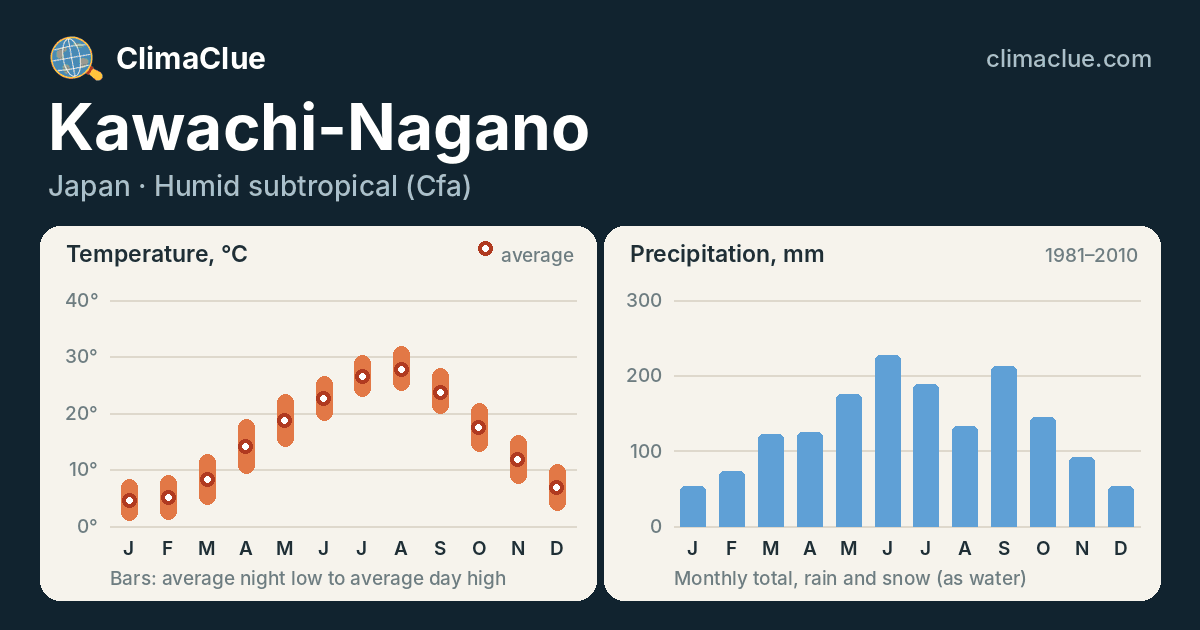 ClimaClue
climaclue.com
Kawachi-Nagano
Japan · Humid subtropical (Cfa)
Temperature, °C
average
40°
30°
20°
10°
0°
J F M A M J J A S O N D
Bars: average night low to average day high
Precipitation, mm
1981–2010
300
200
100
0
J F M A M J J A S O N D
Monthly total, rain and snow (as water)